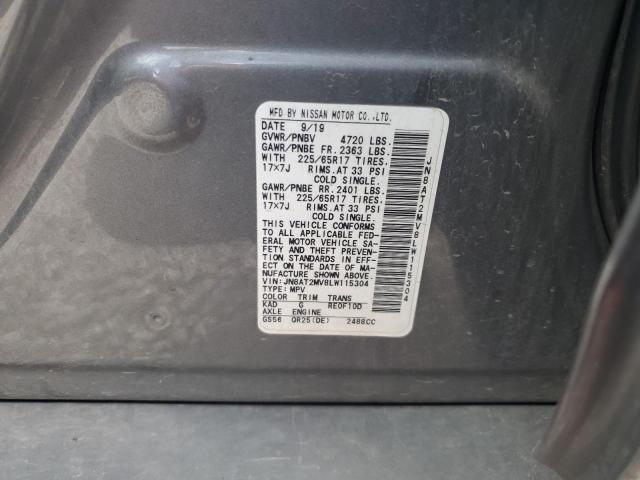 MFD BY NISSAN MOTOR CO.,LTD.
DATE 9/19
GVWR/PNBV 4720 LBS.
GAWR/PNBE FR. 2363 LBS.
WITH 225/65R17 TIRES.
17×7J RIMS.AT 33 PSI
COLD SINGLE.
GAWR/PNBE RR. 2401 LBS.
WITH 225/65R17 TIRES.
17×7J RIMS.AT 33 PSI
COLD SINGLE.
THIS VEHICLE CONFORMS
TO ALL APPLICABLE FED-
ERAL MOTOR VEHICLE SA-
FETY AND THEFT PREVEN-
TION STANDARDS IN EFF-
ECT ON THE DATE OF MA-
NUFACTURE SHOWN ABOVE.
VIN:JN8AT2MV8LW115304
TYPE: MPV
COLOR TRIM TRANS
KAD G RE0F10D
AXLE ENGINE
GS56 QR25(DE) 2488CC
JN8AT2MV8LW115304